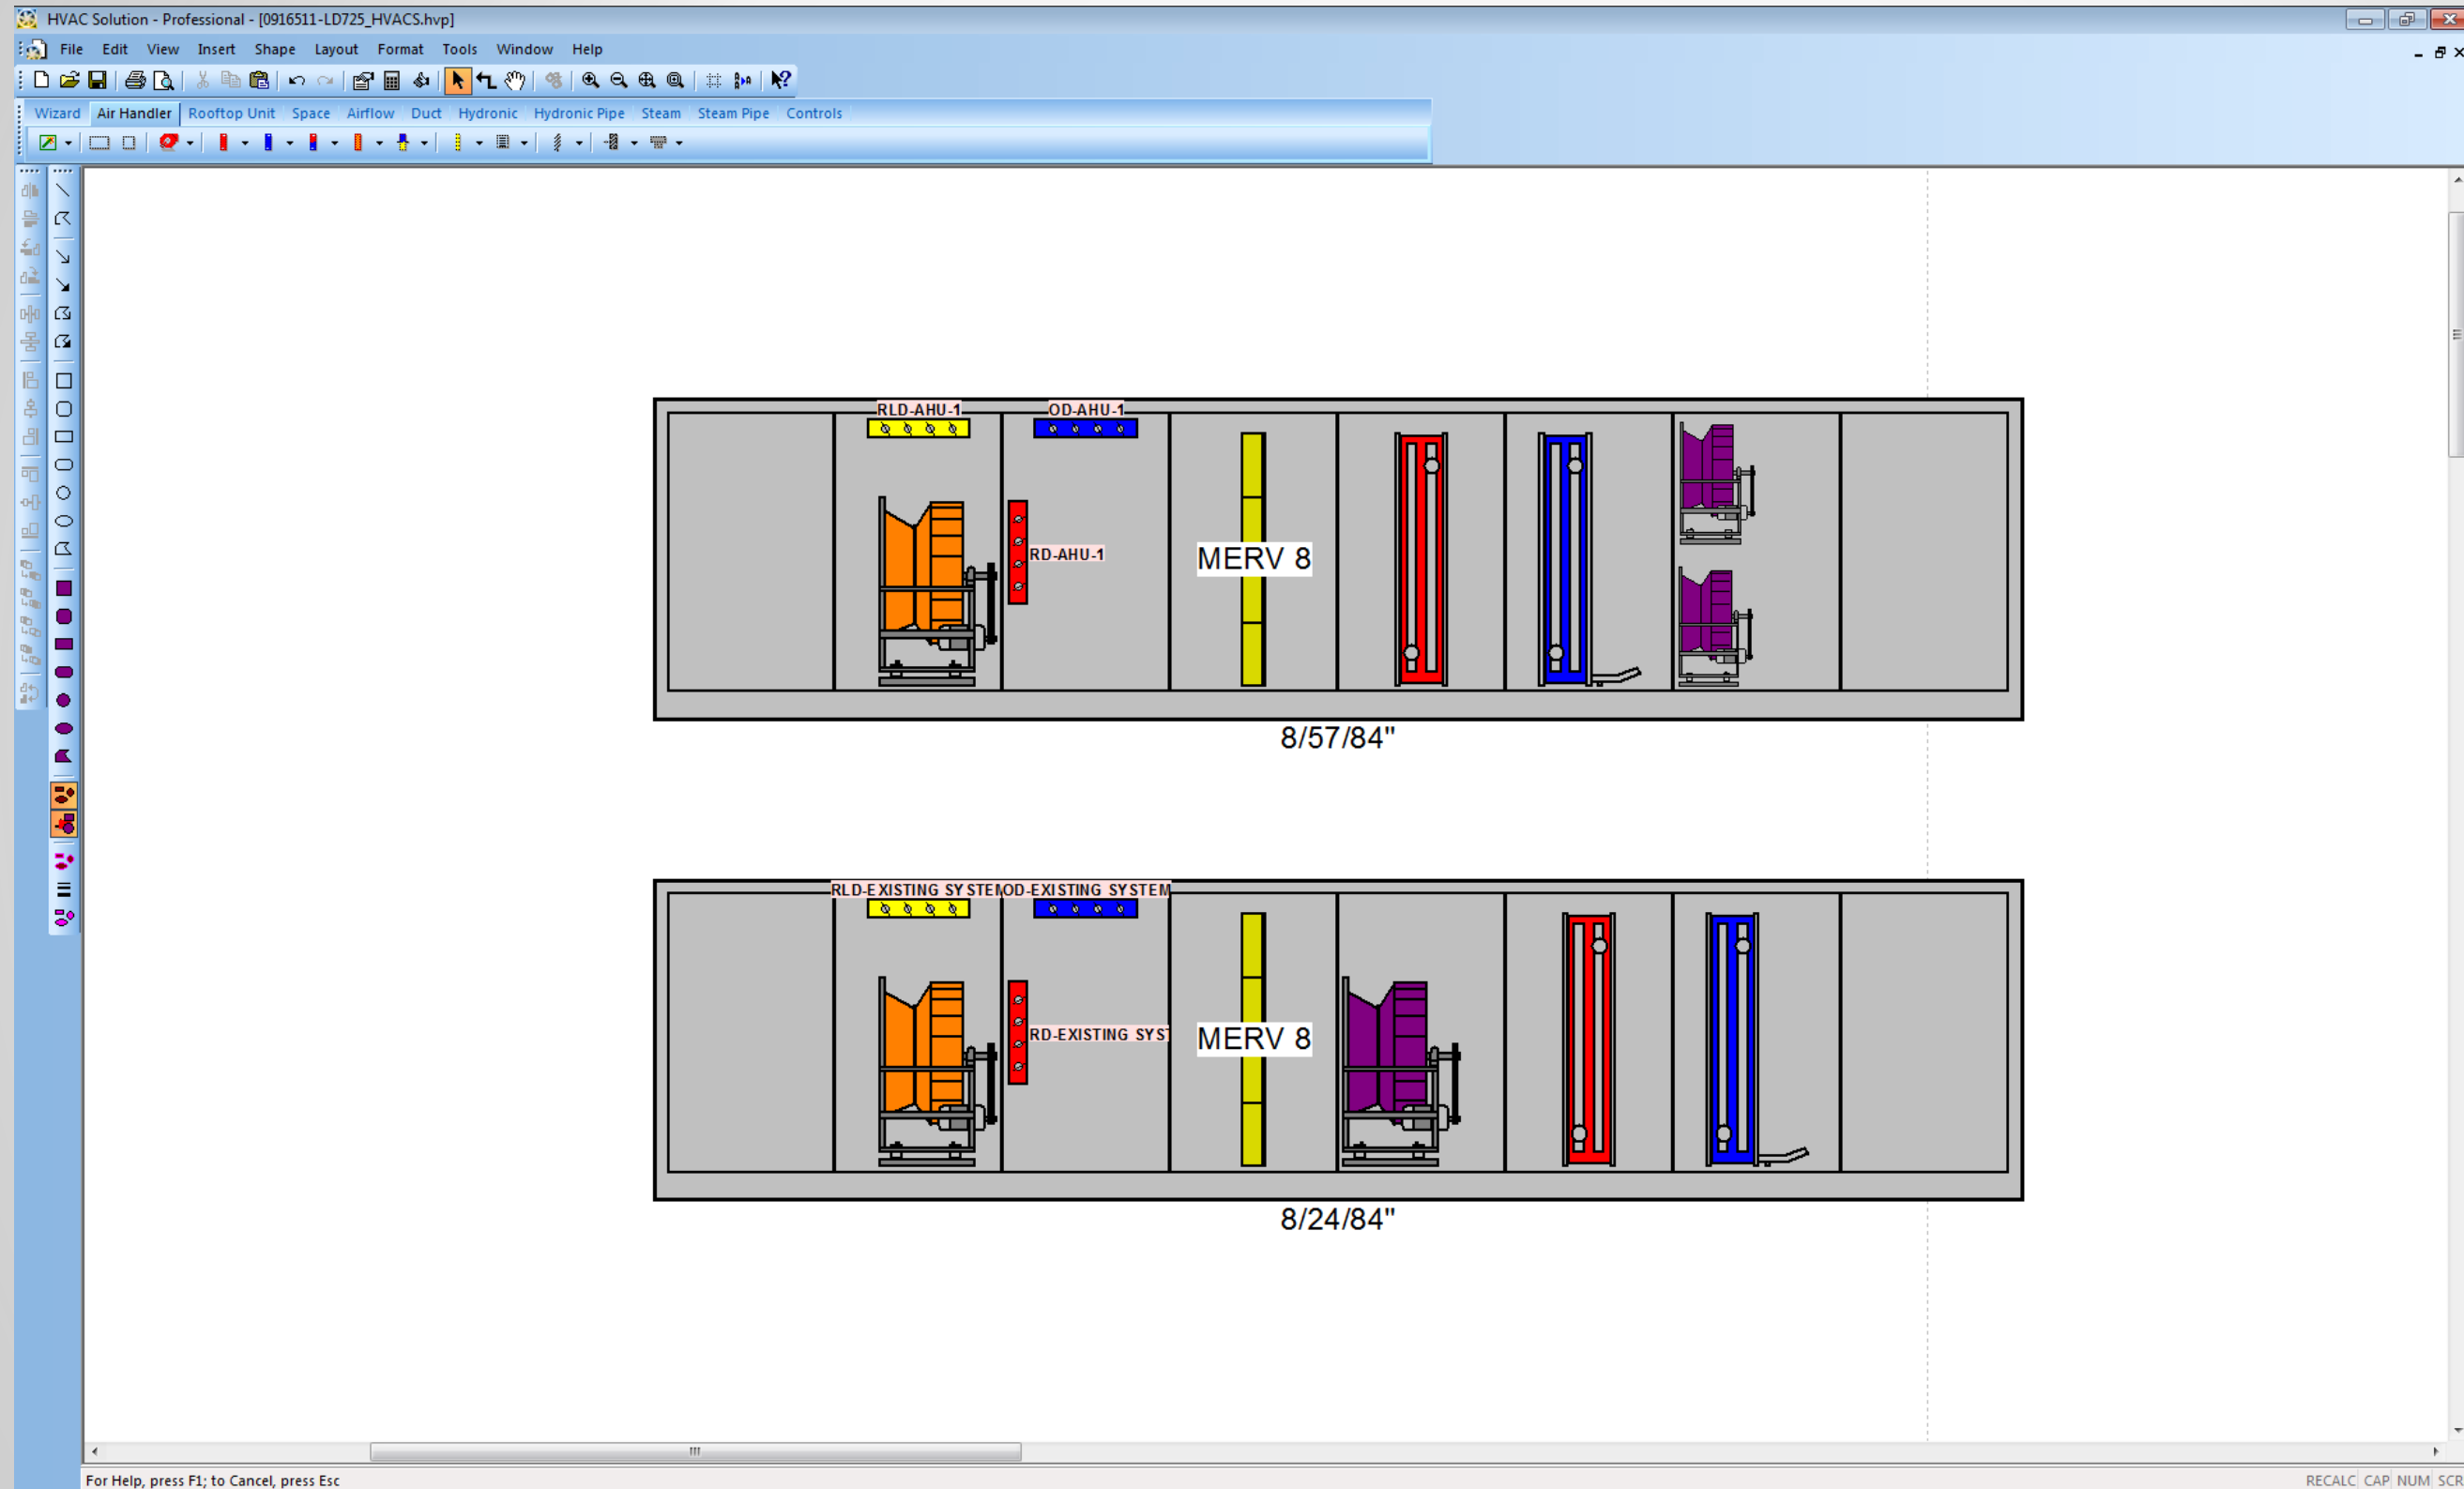 HVAC Solution - Professional - [0916511-LD725_HVACS.hvp]
File Edit View Insert Shape Layout Format Tools Window Help
Wizard Air Handler Rooftop Unit Space Airflow Duct Hydronic Hydronic Pipe Steam Steam Pipe Controls
RLD-AHU-1 OD-AHU-1
RD-AHU-1
MERV 8
8/57/84"
RLD-EXISTING SYSTEM OD-EXISTING SYSTEM
RD-EXISTING SYST
MERV 8
8/24/84"
For Help, press F1; to Cancel, press Esc
RECALC CAP NUM SCR